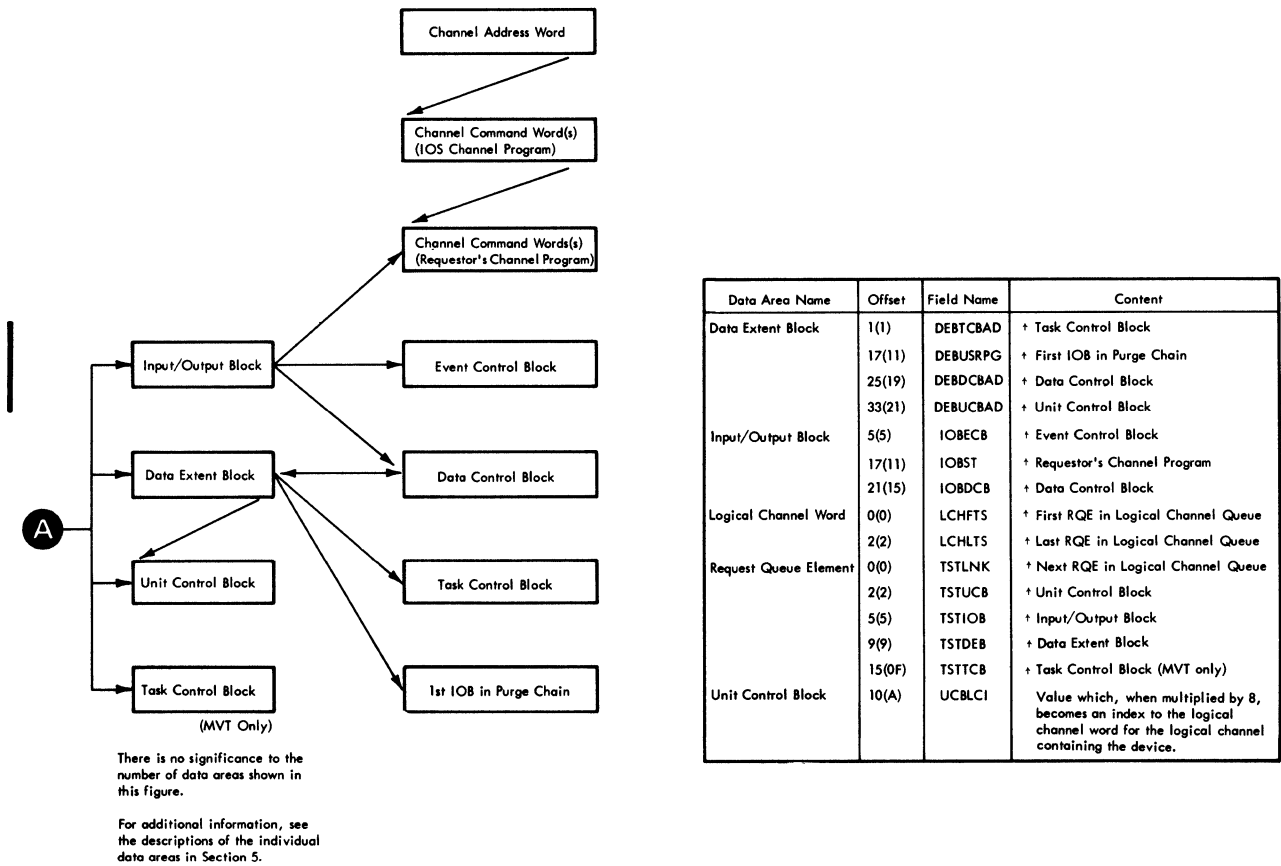 Channel Address Word
Channel Command Word(s)
(IOS Channel Program)
Channel Command Words(s)
(Requestor's Channel Program)
Input/Output Block
Event Control Block
Data Extent Block
Data Control Block
A
Unit Control Block
Task Control Block
Task Control Block
(MVT Only)
1st IOB in Purge Chain
There is no significance to the
number of data areas shown in
this figure.
For additional information, see
the descriptions of the individual
data areas in Section 5.
Data Area Name Offset Field Name Content
Data Extent Block 1(1) DEBTCBAD ↑ Task Control Block
17(11) DEBUSRPG ↑ First IOB in Purge Chain
25(19) DEBDCBAD ↑ Data Control Block
33(21) DEBUCBAD ↑ Unit Control Block
Input/Output Block 5(5) IOBECB ↑ Event Control Block
17(11) IOBST ↑ Requestor's Channel Program
21(15) IOBDCB ↑ Data Control Block
Logical Channel Word 0(0) LCHFTS ↑ First RQE in Logical Channel Queue
2(2) LCHLTS ↑ Last RQE in Logical Channel Queue
Request Queue Element 0(0) TSTLNK ↑ Next RQE in Logical Channel Queue
2(2) TSTUCB ↑ Unit Control Block
5(5) TSTIOB ↑ Input/Output Block
9(9) TSTDEB ↑ Data Extent Block
15(0F) TSTTCB ↑ Task Control Block (MVT only)
Unit Control Block 10(A) UCBLCI Value which, when multiplied by 8,
becomes an index to the logical
channel word for the logical channel
containing the device.